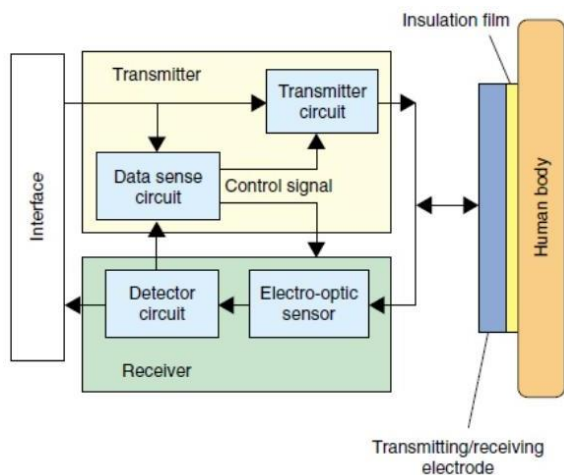 Insulation film
Transmitter
Transmitter
circuit
Data sense
circuit
Control signal
Interface
Human body
Detector
circuit
Electro-optic
sensor
Receiver
Transmitting/receiving
electrode